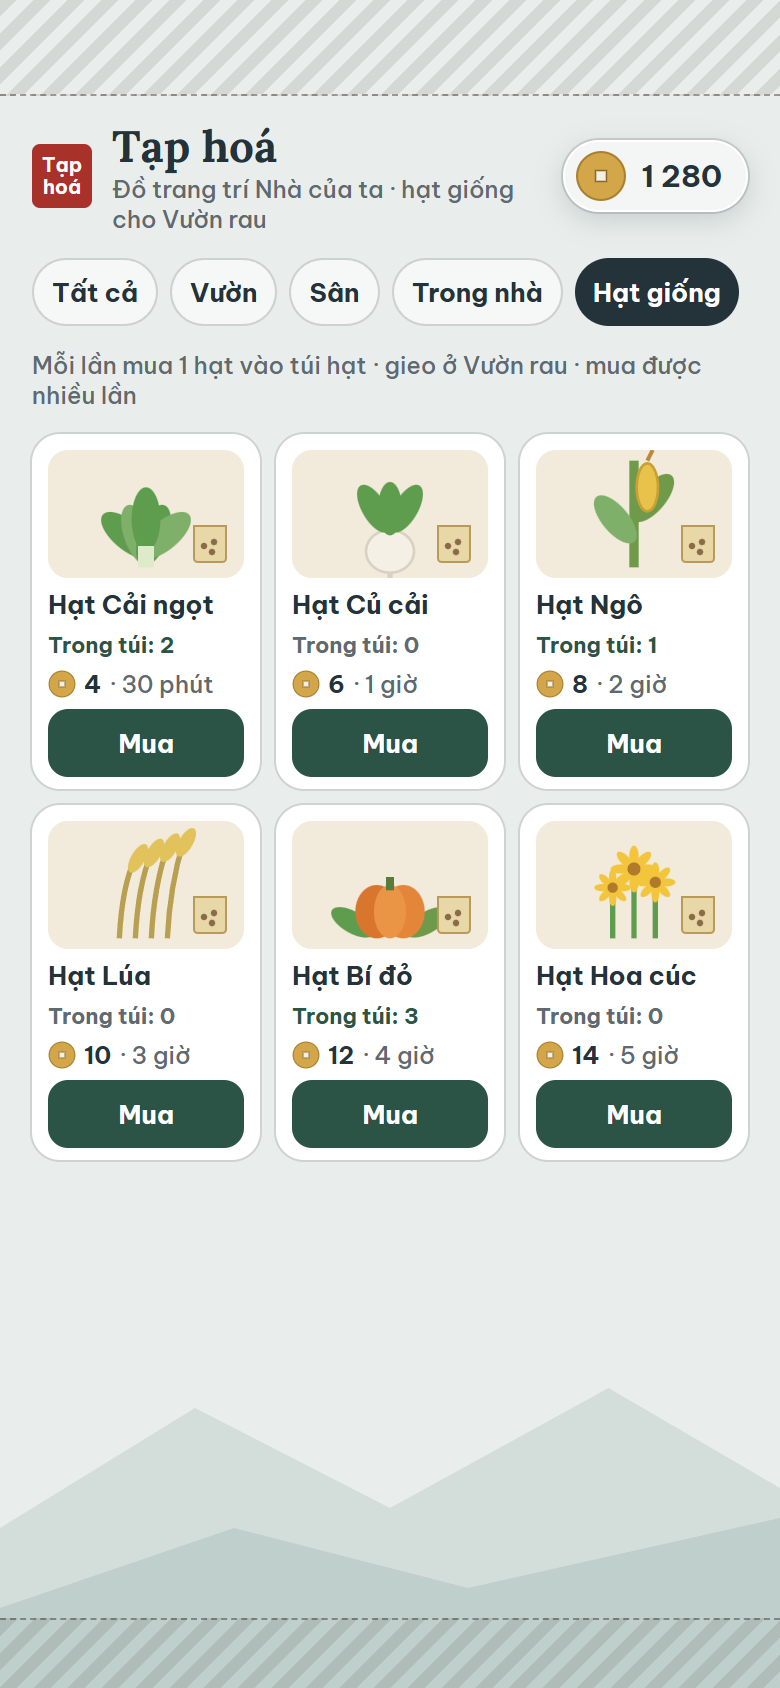 Tạp
hoá
Tạp hoá
Đồ trang trí Nhà của ta · hạt giống
cho Vườn rau
1 280
Tất cả
Vườn
Sân
Trong nhà
Hạt giống
Mỗi lần mua 1 hạt vào túi hạt · gieo ở Vườn rau · mua được
nhiều lần
Hạt Cải ngọt
Trong túi: 2
4 · 30 phút
Mua
Hạt Củ cải
Trong túi: 0
6 · 1 giờ
Mua
Hạt Ngô
Trong túi: 1
8 · 2 giờ
Mua
Hạt Lúa
Trong túi: 0
10 · 3 giờ
Mua
Hạt Bí đỏ
Trong túi: 3
12 · 4 giờ
Mua
Hạt Hoa cúc
Trong túi: 0
14 · 5 giờ
Mua